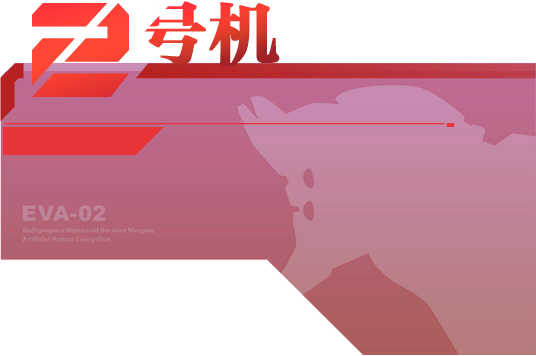 2号机
EVA-02
Multipurpose Humanoid Decisive Weapon,
Artificial Human Evangelion